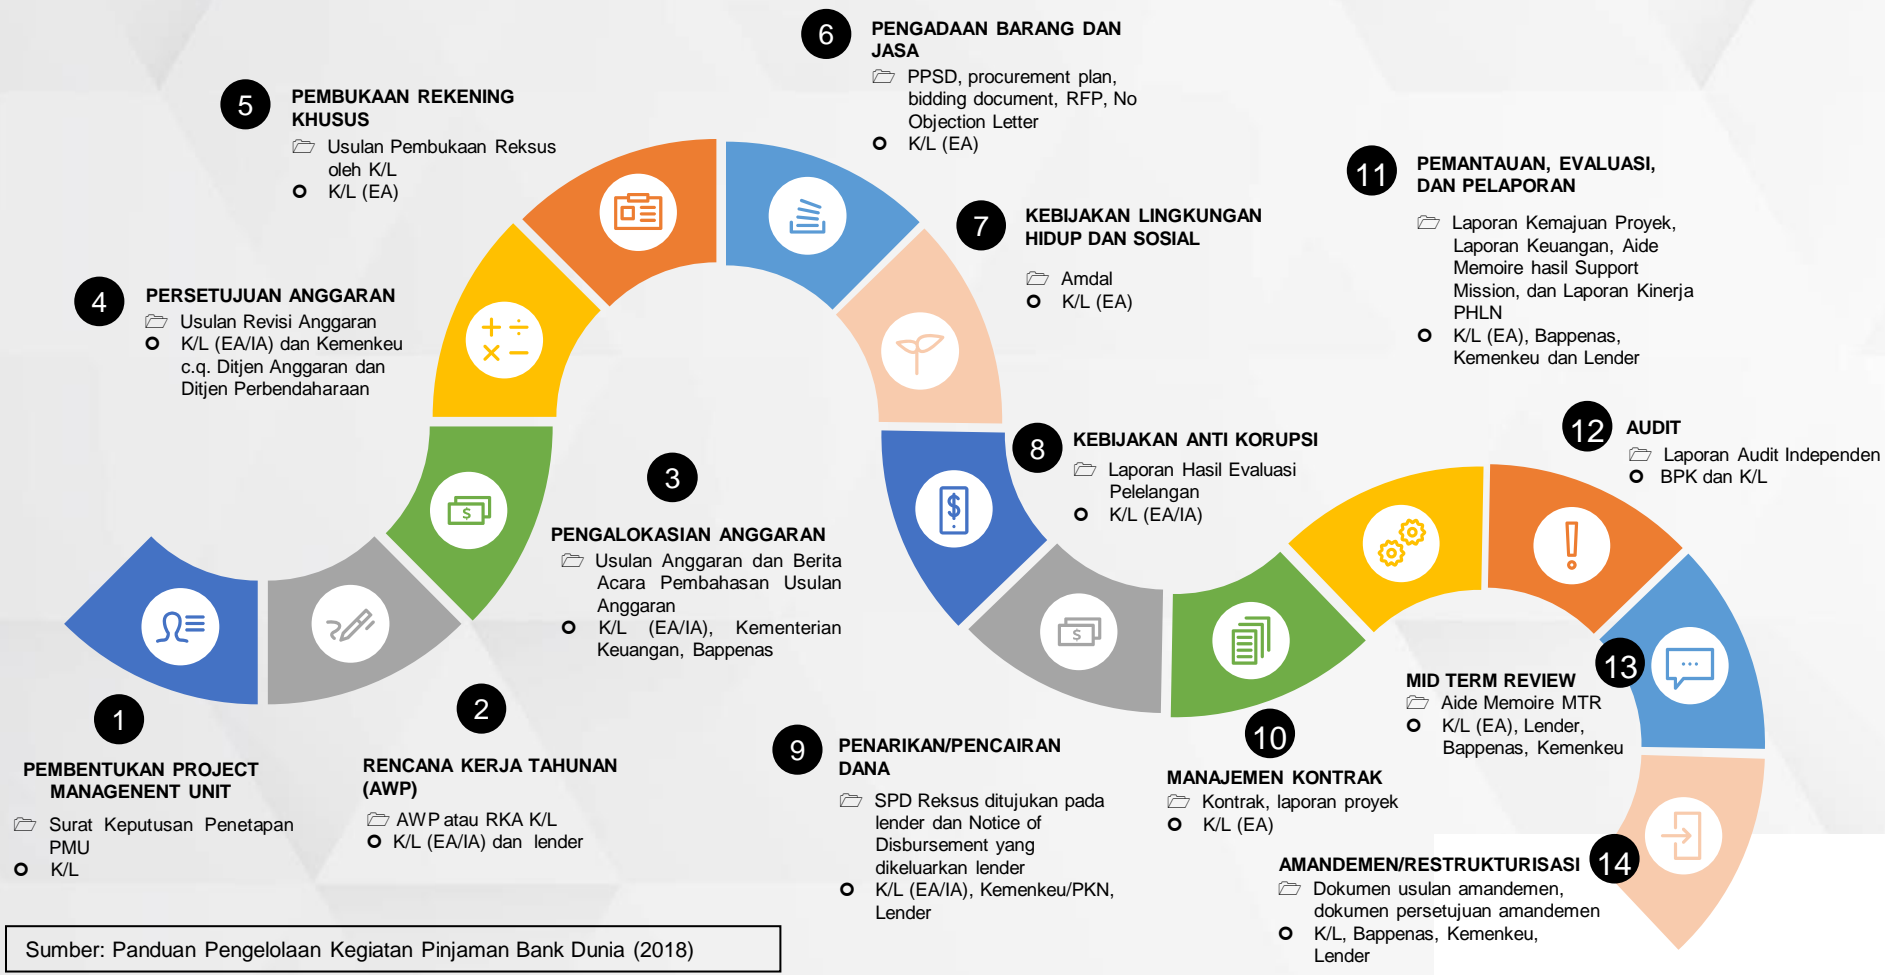 1
PEMBENTUKAN PROJECT
MANAGENENT UNIT
Surat Keputusan Penetapan
PMU
K/L
2
RENCANA KERJA TAHUNAN
(AWP)
AWP atau RKA K/L
K/L (EA/IA) dan lender
3
PENGALOKASIAN ANGGARAN
Usulan Anggaran dan Berita
Acara Pembahasan Usulan
Anggaran
K/L (EA/IA), Kementerian
Keuangan, Bappenas
4
PERSETUJUAN ANGGARAN
Usulan Revisi Anggaran
K/L (EA/IA) dan Kemenkeu
c.q. Ditjen Anggaran dan
Ditjen Perbendaharaan
5
PEMBUKAAN REKENING
KHUSUS
Usulan Pembukaan Reksus
oleh K/L
K/L (EA)
6
PENGADAAN BARANG DAN
JASA
PPSD, procurement plan,
bidding document, RFP, No
Objection Letter
K/L (EA)
7
KEBIJAKAN LINGKUNGAN
HIDUP DAN SOSIAL
Amdal
K/L (EA)
8
KEBIJAKAN ANTI KORUPSI
Laporan Hasil Evaluasi
Pelelangan
K/L (EA/IA)
9
PENARIKAN/PENCAIRAN
DANA
SPD Reksus ditujukan pada
lender dan Notice of
Disbursement yang
dikeluarkan lender
K/L (EA/IA), Kemenkeu/PKN,
Lender
10
MANAJEMEN KONTRAK
Kontrak, laporan proyek
K/L (EA)
11
PEMANTAUAN, EVALUASI,
DAN PELAPORAN
Laporan Kemajuan Proyek,
Laporan Keuangan, Aide
Memoire hasil Support
Mission, dan Laporan Kinerja
PHLN
K/L (EA), Bappenas,
Kemenkeu dan Lender
12
AUDIT
Laporan Audit Independen
BPK dan K/L
13
MID TERM REVIEW
Aide Memoire MTR
K/L (EA), Lender,
Bappenas, Kemenkeu
14
AMANDEMEN/RESTRUKTURISASI
Dokumen usulan amandemen,
dokumen persetujuan amandemen
K/L, Bappenas, Kemenkeu,
Lender
Sumber: Panduan Pengelolaan Kegiatan Pinjaman Bank Dunia (2018)